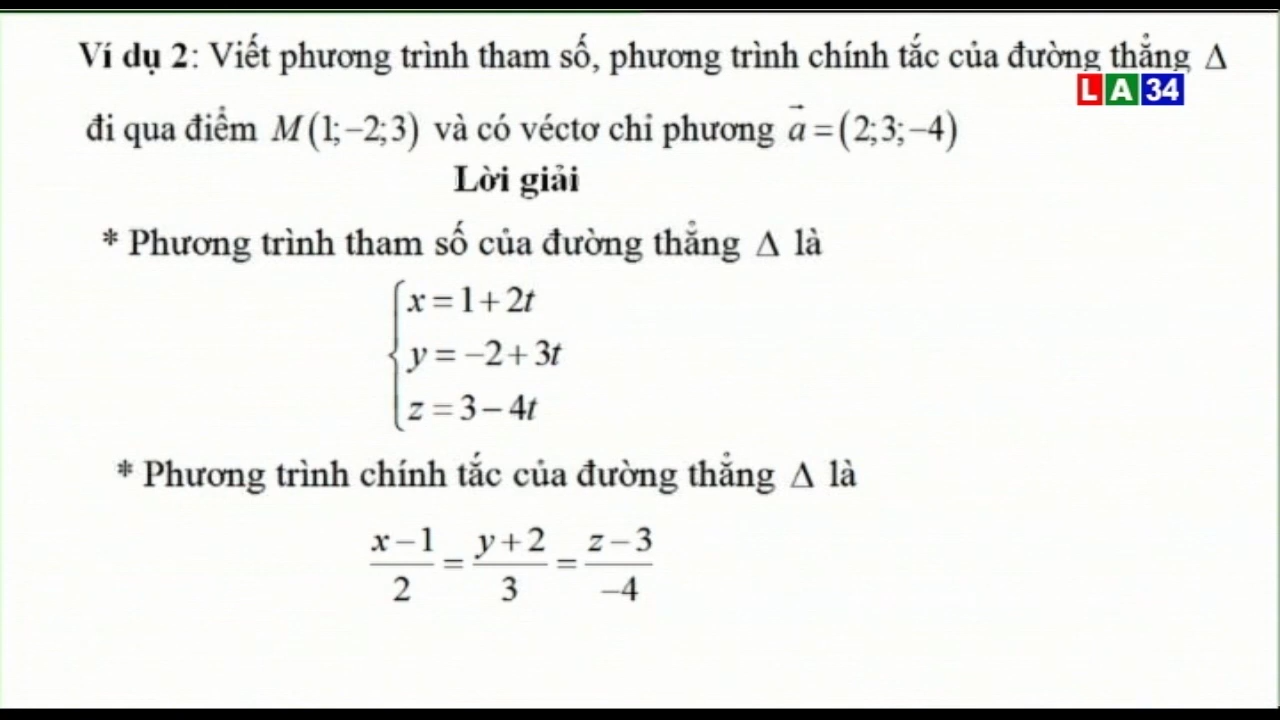 Ví dụ 2: Viết phương trình tham số, phương trình chính tắc của đường thẳng Δ
LA34
đi qua điểm M(1;−2;3) và có véctơ chỉ phương a⃗ = (2;3;−4)
Lời giải
* Phương trình tham số của đường thẳng Δ là
x = 1 + 2t
y = −2 + 3t
z = 3 − 4t
* Phương trình chính tắc của đường thẳng Δ là
x−1 / 2 = y+2 / 3 = z−3 / −4